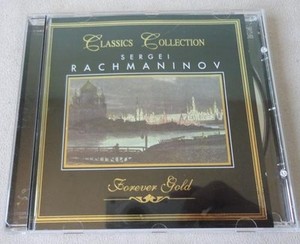 CLASSICS COLLECTION
SERGEI
RACHMANINOV
Forever Gold